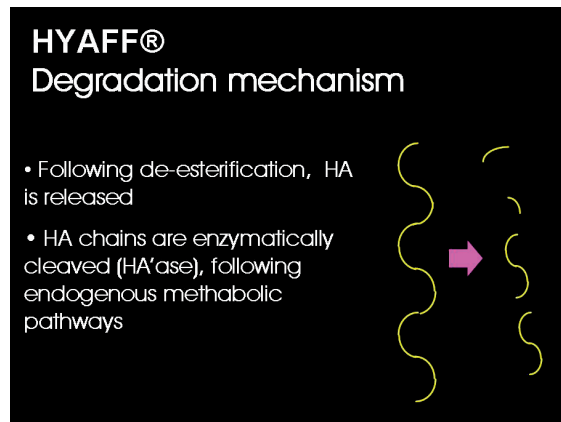 HYAFF®
Degradation mechanism
• Following de-esterification, HA
is released
• HA chains are enzymatically
cleaved (HA'ase), following
endogenous methabolic
pathways